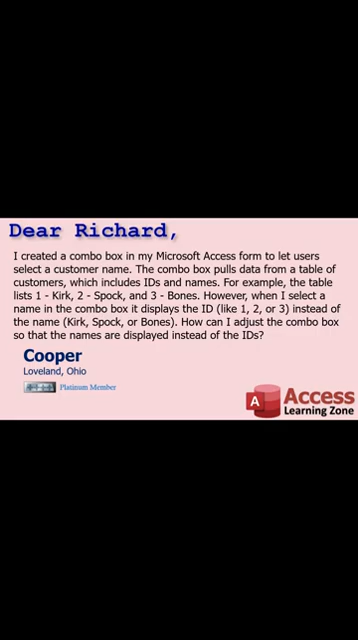 Dear Richard,
I created a combo box in my Microsoft Access form to let users
select a customer name. The combo box pulls data from a table of
customers, which includes IDs and names. For example, the table
lists 1 - Kirk, 2 - Spock, and 3 - Bones. However, when I select a
name in the combo box it displays the ID (like 1, 2, or 3) instead of
the name (Kirk, Spock, or Bones). How can I adjust the combo box
so that the names are displayed instead of the IDs?
Cooper
Loveland, Ohio
Platinum Member
A Access
Learning Zone